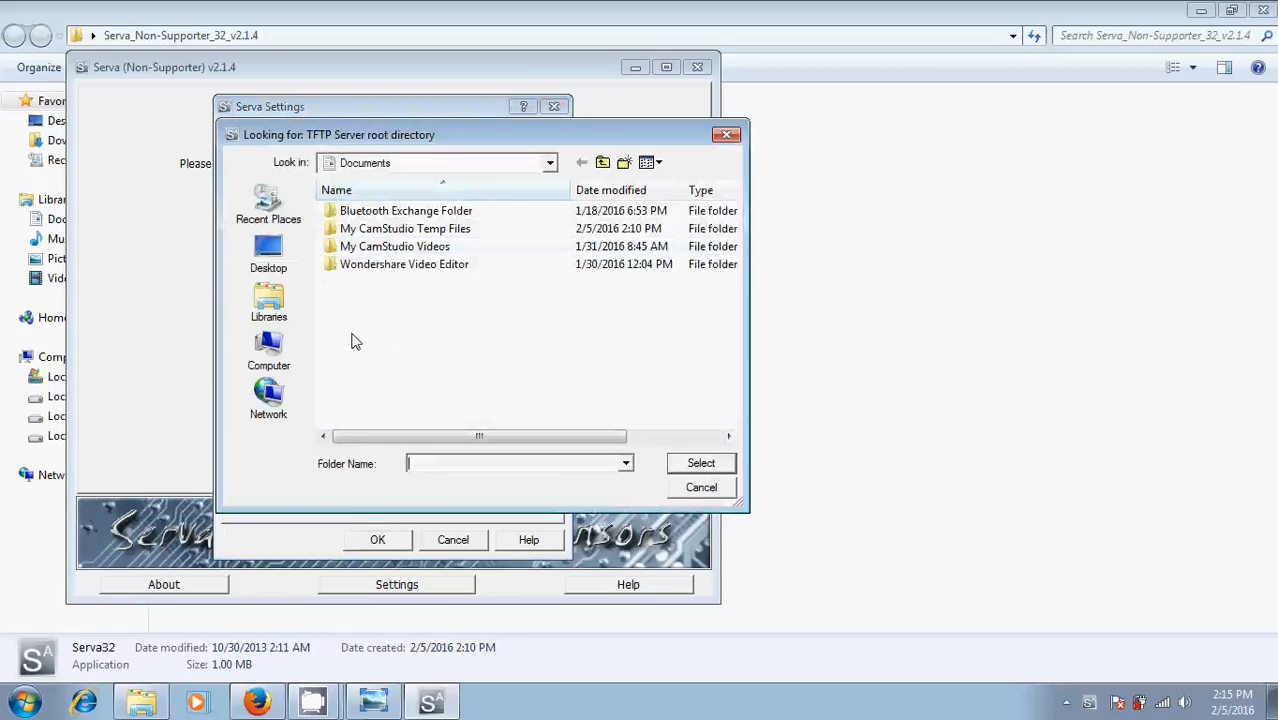 Serva_Non-Supporter_32_v2.1.4
Search Serva_Non-Supporter_32_v2.1.4
Organize
Serva (Non-Supporter) v2.1.4
Serva Settings
Looking for: TFTP Server root directory
Look in: Documents
Name Date modified Type
Bluetooth Exchange Folder 1/18/2016 6:53 PM File folder
My CamStudio Temp Files 2/5/2016 2:10 PM File folder
My CamStudio Videos 1/31/2016 8:45 AM File folder
Wondershare Video Editor 1/30/2016 12:04 PM File folder
Recent Places
Desktop
Libraries
Computer
Network
Folder Name:
Select
Cancel
Favor
Des
Dov
Rec
Librar
Do
Mu
Pict
Vide
Home
Comp
Loc
Loc
Loc
Loc
Netw
Please
Serva
nsors
OK Cancel Help
About Settings Help
Serva32 Date modified: 10/30/2013 2:11 AM Date created: 2/5/2016 2:10 PM
Application Size: 1.00 MB
2:15 PM
2/5/2016